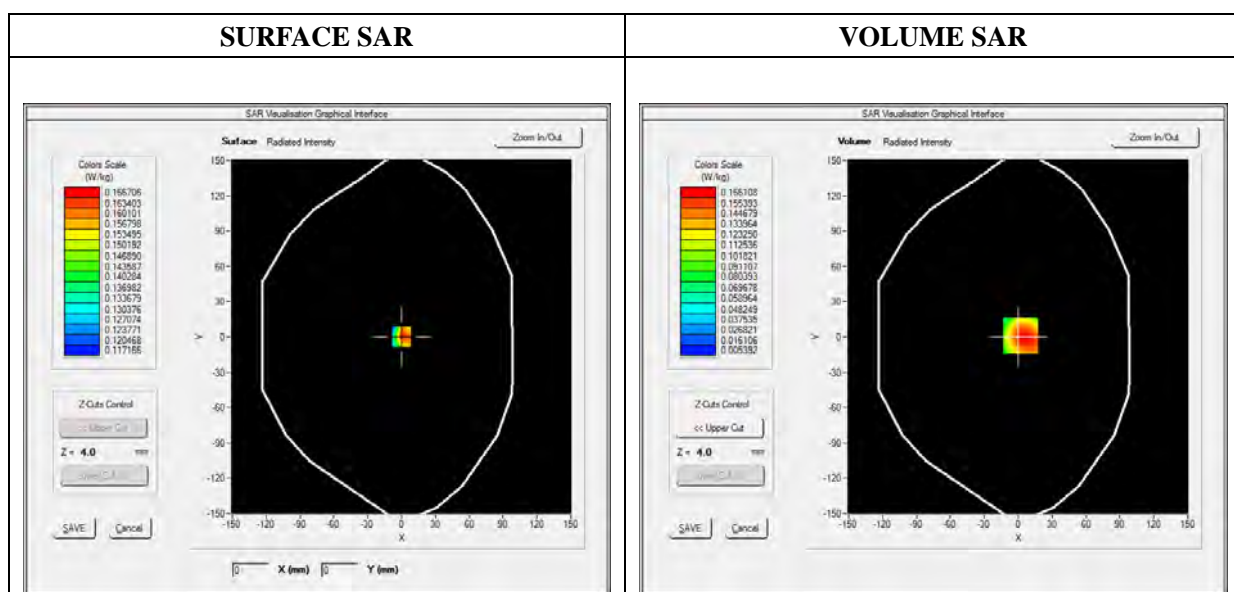 SURFACE SAR
VOLUME SAR
SAR Visualisation Graphical Interface
Surface Radiated Intensity
Zoom In/Out
Colors Scale
(W/kg)
0.166706
0.163403
0.160101
0.156798
0.153495
0.150192
0.146890
0.143587
0.140284
0.136982
0.133679
0.130376
0.127074
0.123771
0.120468
0.117166
150
120
90
60
30
0
-30
-60
-90
-120
-150
Y
-150 -120 -90 -60 -30 0 30 60 90 120 150
X
Z-Cuts Control
<< Upper Cut
Z = 4.0 mm
SAVE Cancel
0 X (mm) 0 Y (mm)
SAR Visualisation Graphical Interface
Volume Radiated Intensity
Zoom In/Out
Colors Scale
(W/kg)
0.166108
0.155393
0.144679
0.133964
0.123250
0.112536
0.101821
0.091107
0.080393
0.069678
0.058964
0.048249
0.037535
0.026821
0.016106
0.005392
150
120
90
60
30
0
-30
-60
-90
-120
-150
Y
-150 -120 -90 -60 -30 0 30 60 90 120 150
X
Z-Cuts Control
<< Upper Cut
Z = 4.0 mm
SAVE Cancel